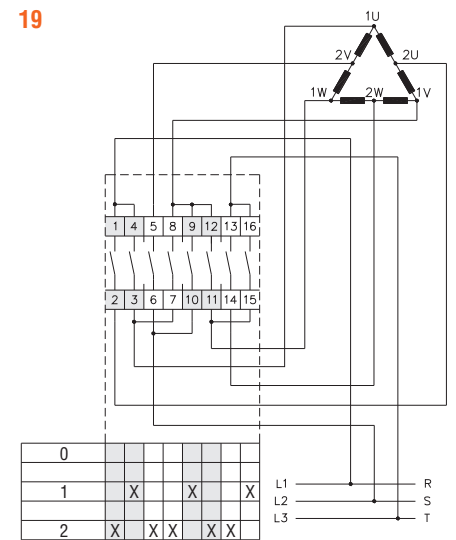 19
1U
2V 2U
1W 2W 1V
1 4 5 8 9 12 13 16
2 3 6 7 10 11 14 15
0
1 X X X
2 X X X X X
L1 R
L2 S
L3 T